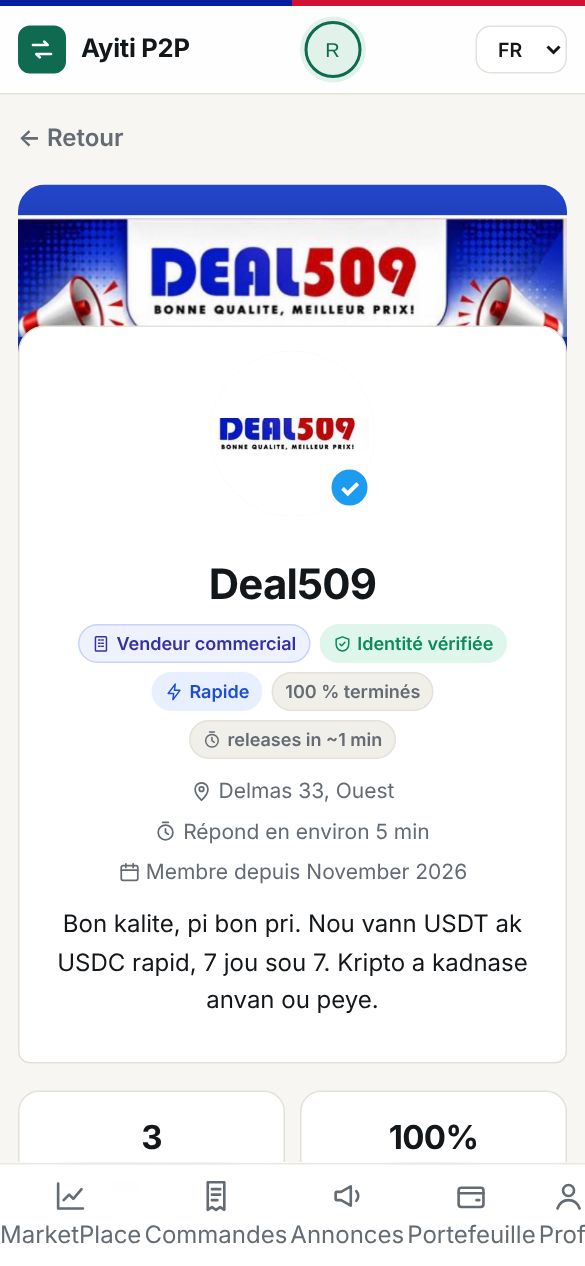 Ayiti P2P
R
FR
← Retour
DEAL509
BONNE QUALITE, MEILLEUR PRIX!
DEAL509
BONNE QUALITE, MEILLEUR PRIX!
Deal509
Vendeur commercial
Identité vérifiée
Rapide
100 % terminés
releases in ~1 min
Delmas 33, Ouest
Répond en environ 5 min
Membre depuis November 2026
Bon kalite, pi bon pri. Nou vann USDT ak
USDC rapid, 7 jou sou 7. Kripto a kadnase
anvan ou peye.
3
100%
MarketPlace
Commandes
Annonces
Portefeuille
Prof